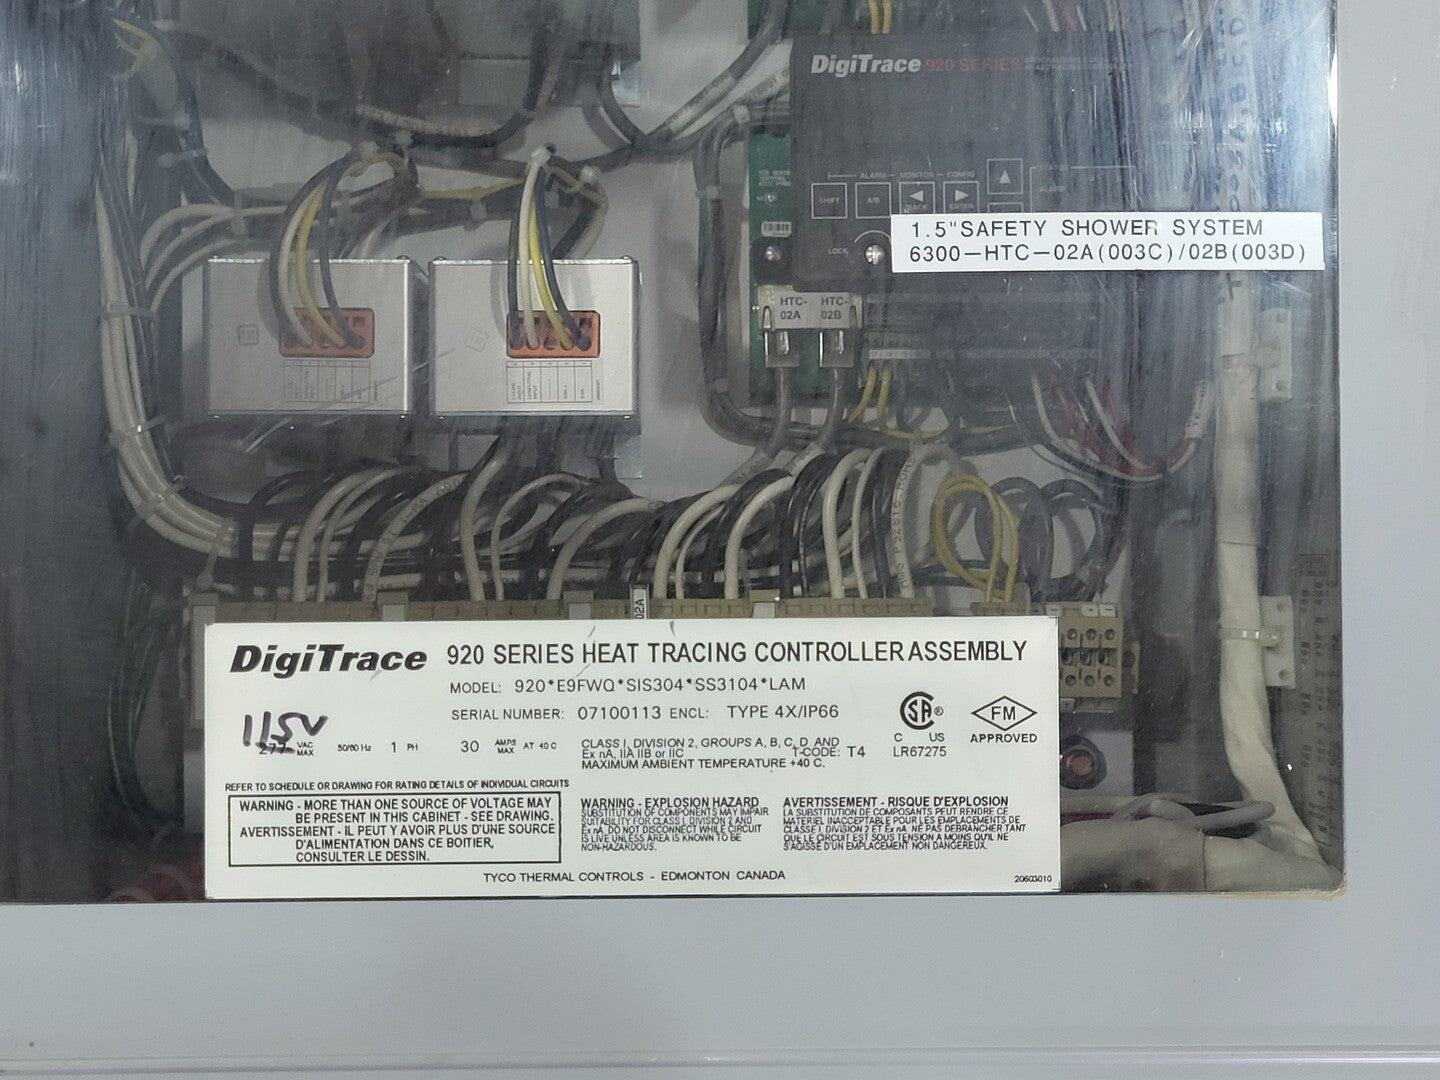 DigiTrace 920 SERIES
ALARM MONITOR CONFIG
SHIFT A/B BACK ENTER
ALARM
LOCK
1.5" SAFETY SHOWER SYSTEM
6300-HTC-02A(003C)/02B(003D)
HTC- HTC-
02A 02B
02A
DigiTrace 920 SERIES HEAT TRACING CONTROLLER ASSEMBLY
MODEL: 920*E9FWQ*SIS304*SS3104*LAM
SERIAL NUMBER: 07100113 ENCL: TYPE 4X/IP66
115V
277 VAC MAX 50/60 Hz 1 PH 30 AMPS MAX AT 40 C
CLASS I, DIVISION 2, GROUPS A, B, C, D AND
Ex nA, IIA IIB or IIC T-CODE: T4
MAXIMUM AMBIENT TEMPERATURE +40 C.
SA ®
C US
LR67275
FM
APPROVED
REFER TO SCHEDULE OR DRAWING FOR RATING DETAILS OF INDIVIDUAL CIRCUITS
WARNING - MORE THAN ONE SOURCE OF VOLTAGE MAY
BE PRESENT IN THIS CABINET - SEE DRAWING.
AVERTISSEMENT - IL PEUT Y AVOIR PLUS D'UNE SOURCE
D'ALIMENTATION DANS CE BOITIER,
CONSULTER LE DESSIN.
WARNING - EXPLOSION HAZARD
SUBSTITUTION OF COMPONENTS MAY IMPAIR
SUITABILITY FOR CLASS I, DIVISION 2 AND
Ex nA. DO NOT DISCONNECT WHILE CIRCUIT
IS LIVE UNLESS AREA IS KNOWN TO BE
NON-HAZARDOUS.
AVERTISSEMENT - RISQUE D'EXPLOSION
LA SUBSTITUTION DE COMPOSANTS PEUT RENDRE CE
MATERIEL INACCEPTABLE POUR LES EMPLACEMENTS DE
CLASSE I, DIVISION 2 ET Ex nA. NE PAS DEBRANCHER TANT
QUE LE CIRCUIT EST SOUS TENSION A MOINS QU'IL NE
S'AGISSE D'UN EMPLACEMENT NON DANGEREUX.
TYCO THERMAL CONTROLS - EDMONTON CANADA
20603010